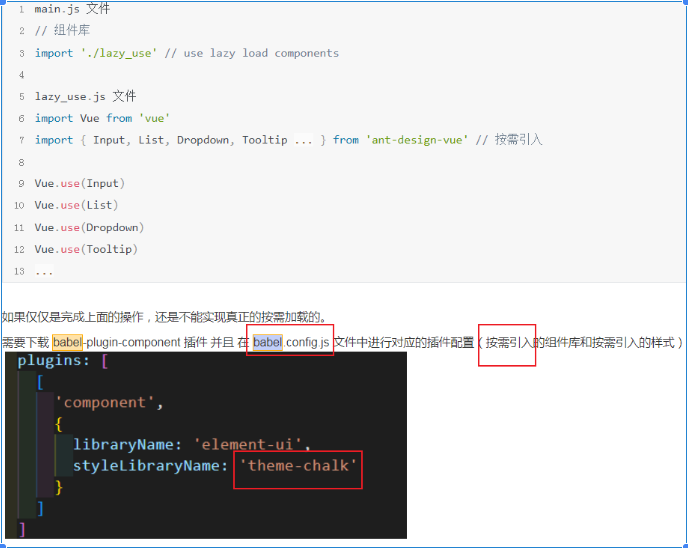 1 main.js 文件
2 // 组件库
3 import './lazy_use' // use lazy load components
4
5 lazy_use.js 文件
6 import Vue from 'vue'
7 import { Input, List, Dropdown, Tooltip ... } from 'ant-design-vue' // 按需引入
8
9 Vue.use(Input)
10 Vue.use(List)
11 Vue.use(Dropdown)
12 Vue.use(Tooltip)
13 ...
如果仅仅是完成上面的操作，还是不能实现真正的按需加载的。
需要下载 babel-plugin-component 插件 并且 在 babel.config.js 文件中进行对应的插件配置（按需引入的组件库和按需引入的样式）
plugins: [
[
'component',
{
libraryName: 'element-ui',
styleLibraryName: 'theme-chalk'
}
]
]